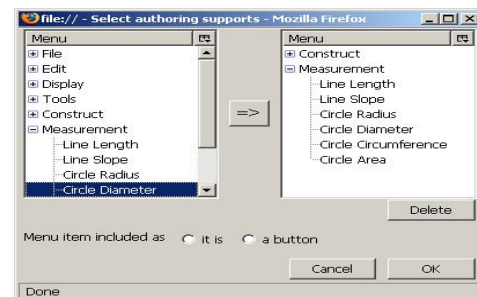 file:// - Select authoring supports - Mozilla Firefox
Menu
File
Edit
Display
Tools
Construct
Measurement
Line Length
Line Slope
Circle Radius
Circle Diameter
=>
Menu
Construct
Measurement
Line Length
Line Slope
Circle Radius
Circle Diameter
Circle Circumference
Circle Area
Delete
Menu item included as it is a button
Cancel OK
Done